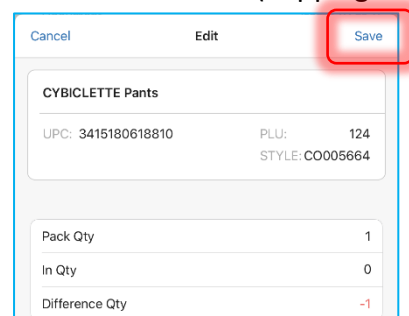 Cancel Edit Save
CYBICLETTE Pants
UPC: 3415180618810 PLU: 124
STYLE: CO005664
Pack Qty 1
In Qty 0
Difference Qty -1